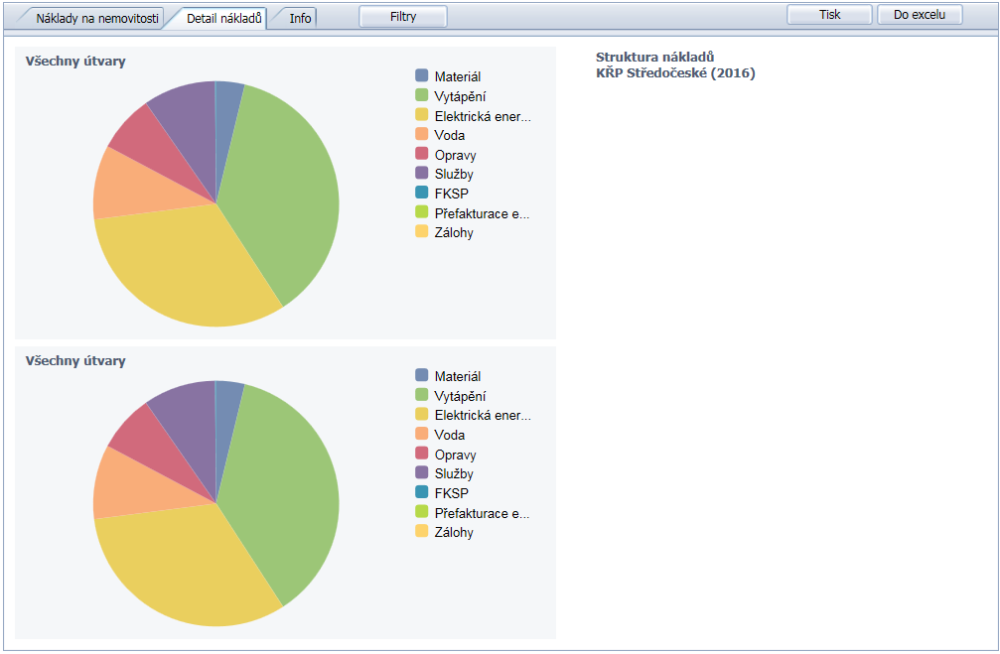 Náklady na nemovitosti
Detail nákladů
Info
Filtry
Tisk
Do excelu
Všechny útvary
Materiál
Vytápění
Elektrická ener...
Voda
Opravy
Služby
FKSP
Přefakturace e...
Zálohy
Struktura nákladů
KŘP Středočeské (2016)
Všechny útvary
Materiál
Vytápění
Elektrická ener...
Voda
Opravy
Služby
FKSP
Přefakturace e...
Zálohy